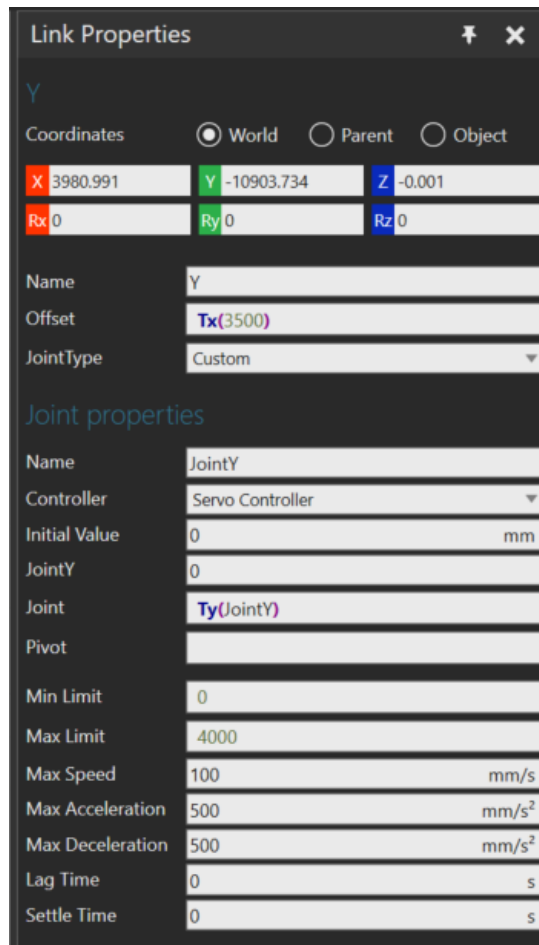 Link Properties
Y
Coordinates World Parent Object
X 3980.991 Y -10903.734 Z -0.001
Rx 0 Ry 0 Rz 0
Name Y
Offset Tx(3500)
JointType Custom
Joint properties
Name JointY
Controller Servo Controller
Initial Value 0 mm
JointY 0
Joint Ty(JointY)
Pivot
Min Limit 0
Max Limit 4000
Max Speed 100 mm/s
Max Acceleration 500 mm/s²
Max Deceleration 500 mm/s²
Lag Time 0 s
Settle Time 0 s